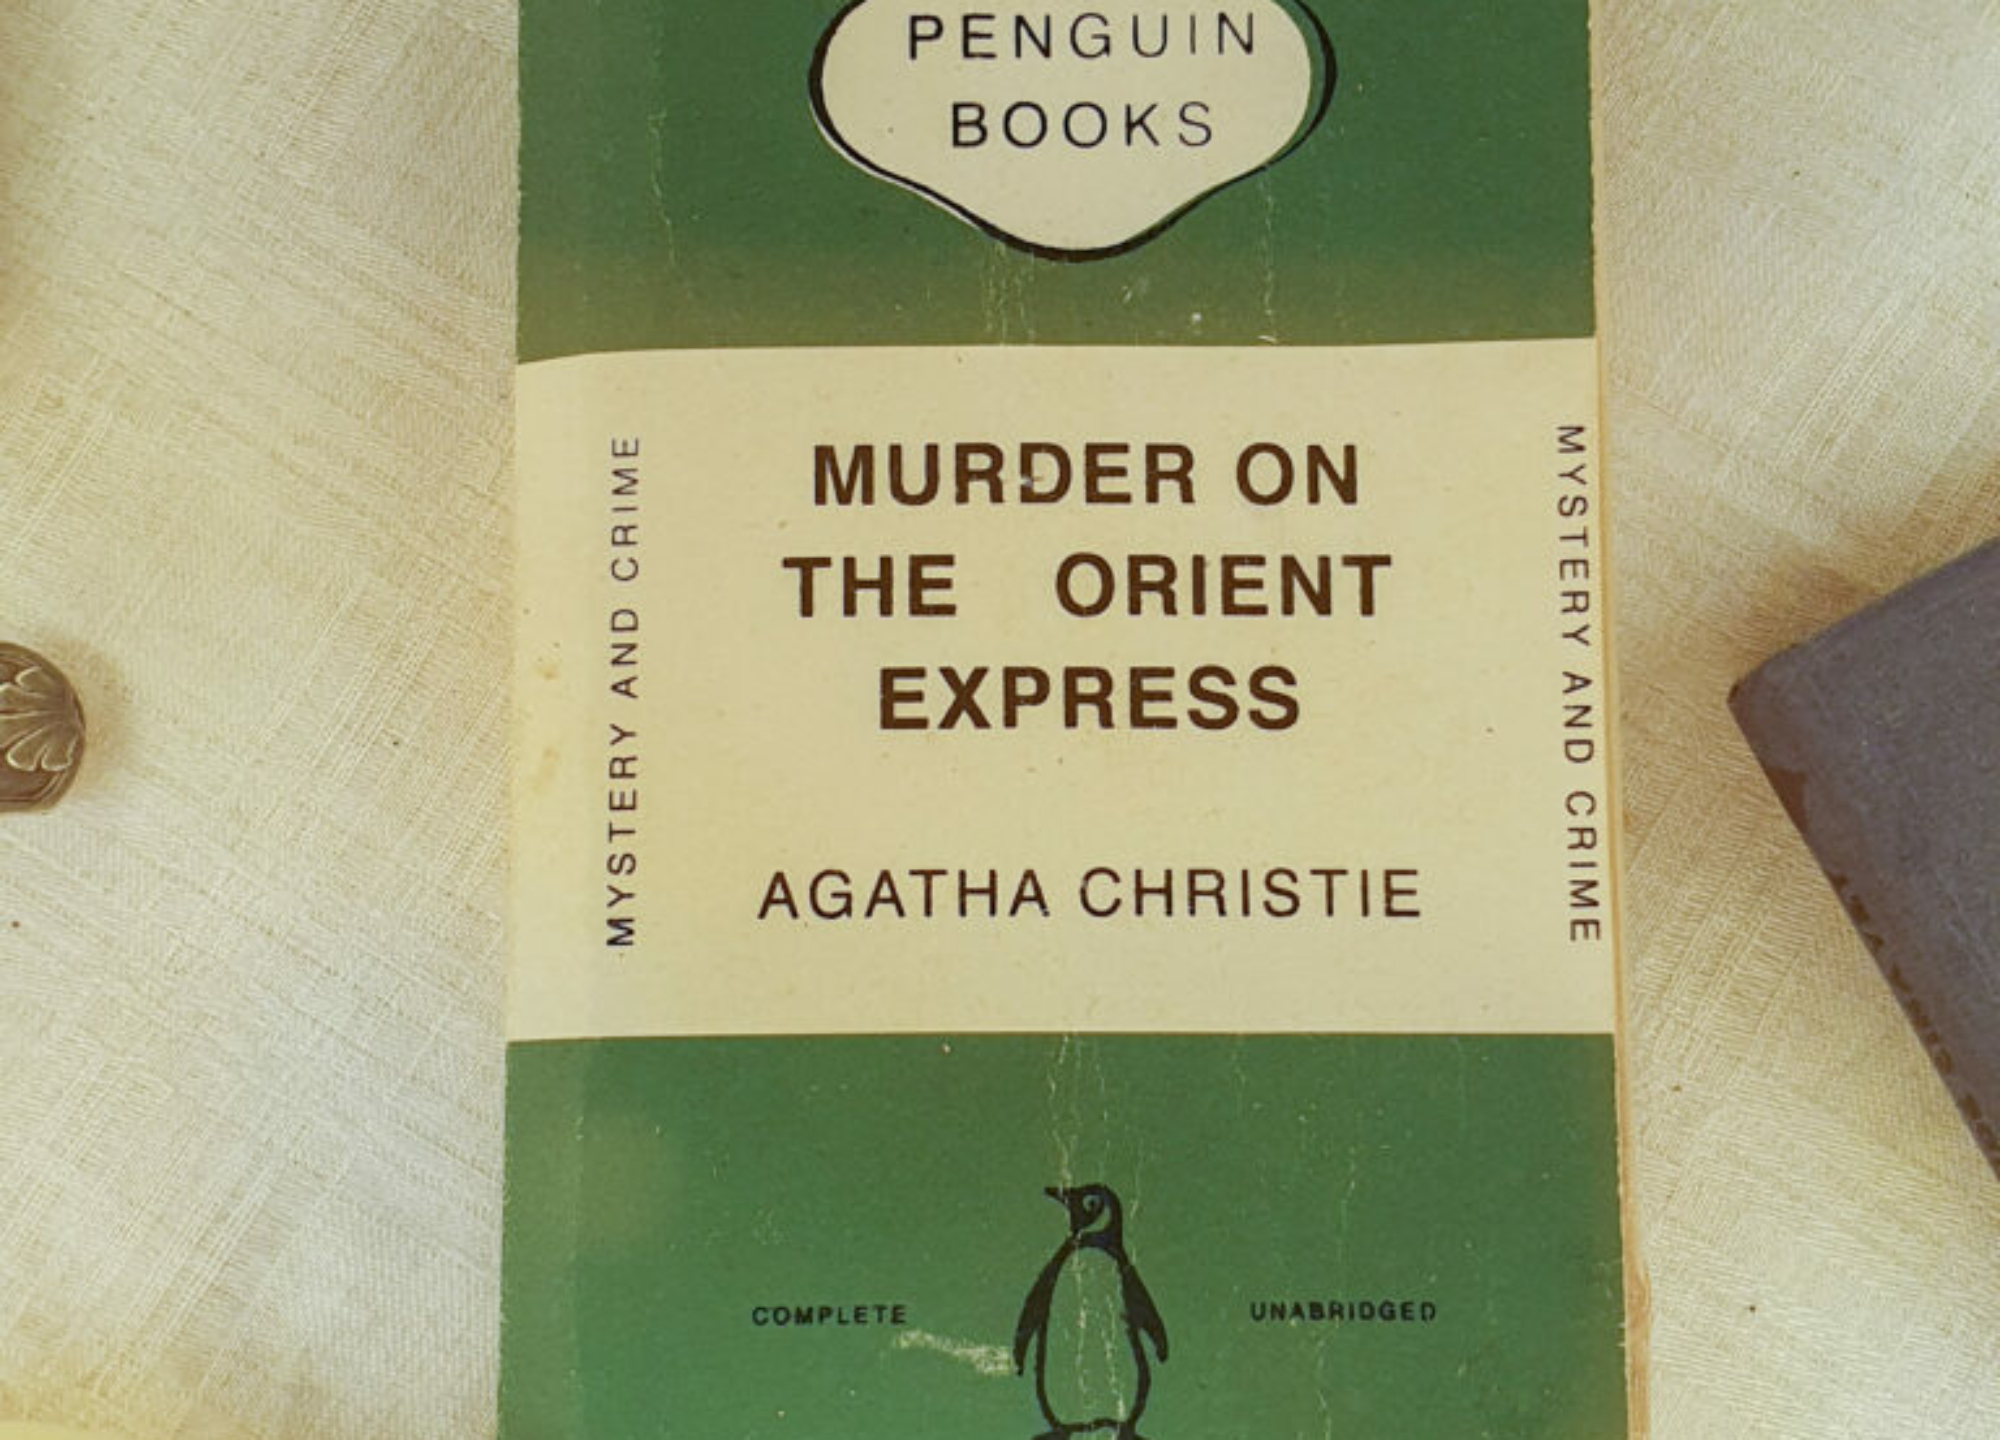 PENGUIN
BOOKS
MYSTERY AND CRIME
MURDER ON
THE ORIENT
EXPRESS
AGATHA CHRISTIE
MYSTERY AND CRIME
COMPLETE
UNABRIDGED